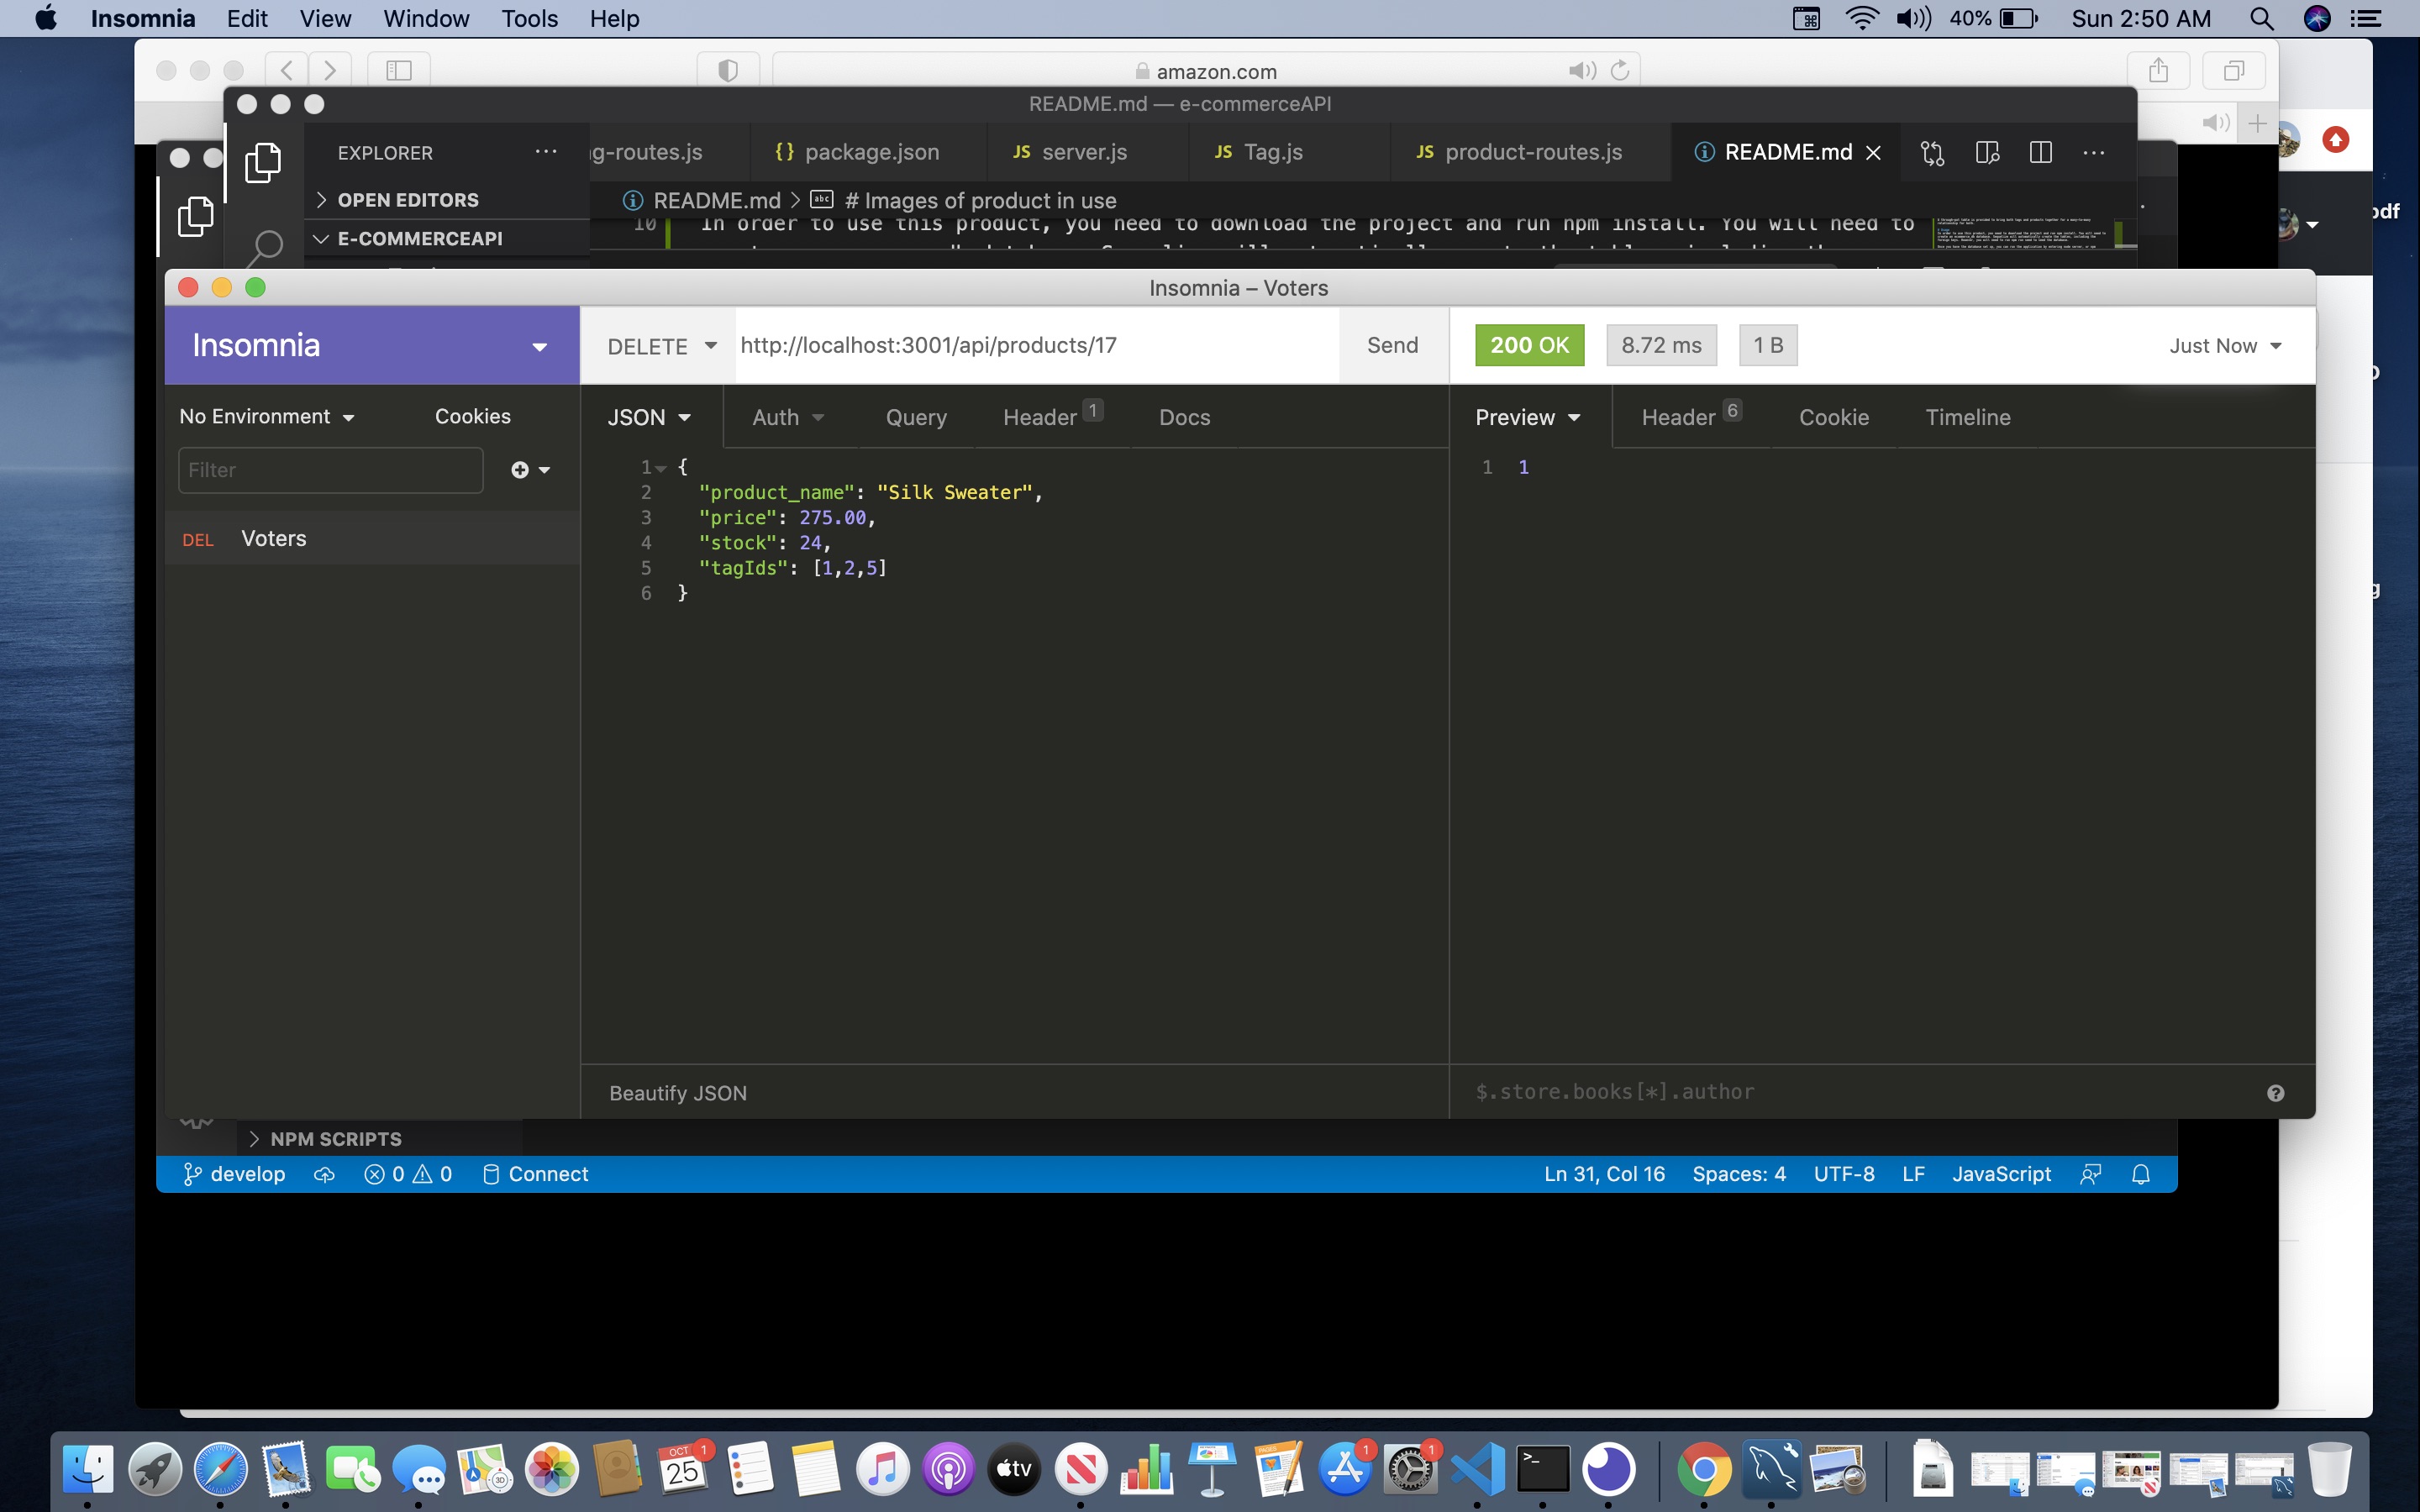 Insomnia Edit View Window Tools Help 40% Sun 2:50 AM
amazon.com
README.md — e-commerceAPI
EXPLORER ··· g-routes.js {} package.json JS server.js JS Tag.js JS product-routes.js README.md ···
OPEN EDITORS
README.md > # Images of product in use
E-COMMERCEAPI
10 In order to use this product, you need to download the project and run npm install. You will need to
Insomnia – Voters
Insomnia DELETE http://localhost:3001/api/products/17 Send 200 OK 8.72 ms 1 B Just Now
No Environment Cookies JSON Auth Query Header 1 Docs Preview Header 6 Cookie Timeline
Filter
1 {
2 "product_name": "Silk Sweater",
3 "price": 275.00,
4 "stock": 24,
5 "tagIds": [1,2,5]
6 }
1 1
DEL Voters
Beautify JSON $.store.books[*].author
NPM SCRIPTS
develop 0 0 Connect Ln 31, Col 16 Spaces: 4 UTF-8 LF JavaScript
OCT 25 1 tv 1 1
3D
PAGES
>_